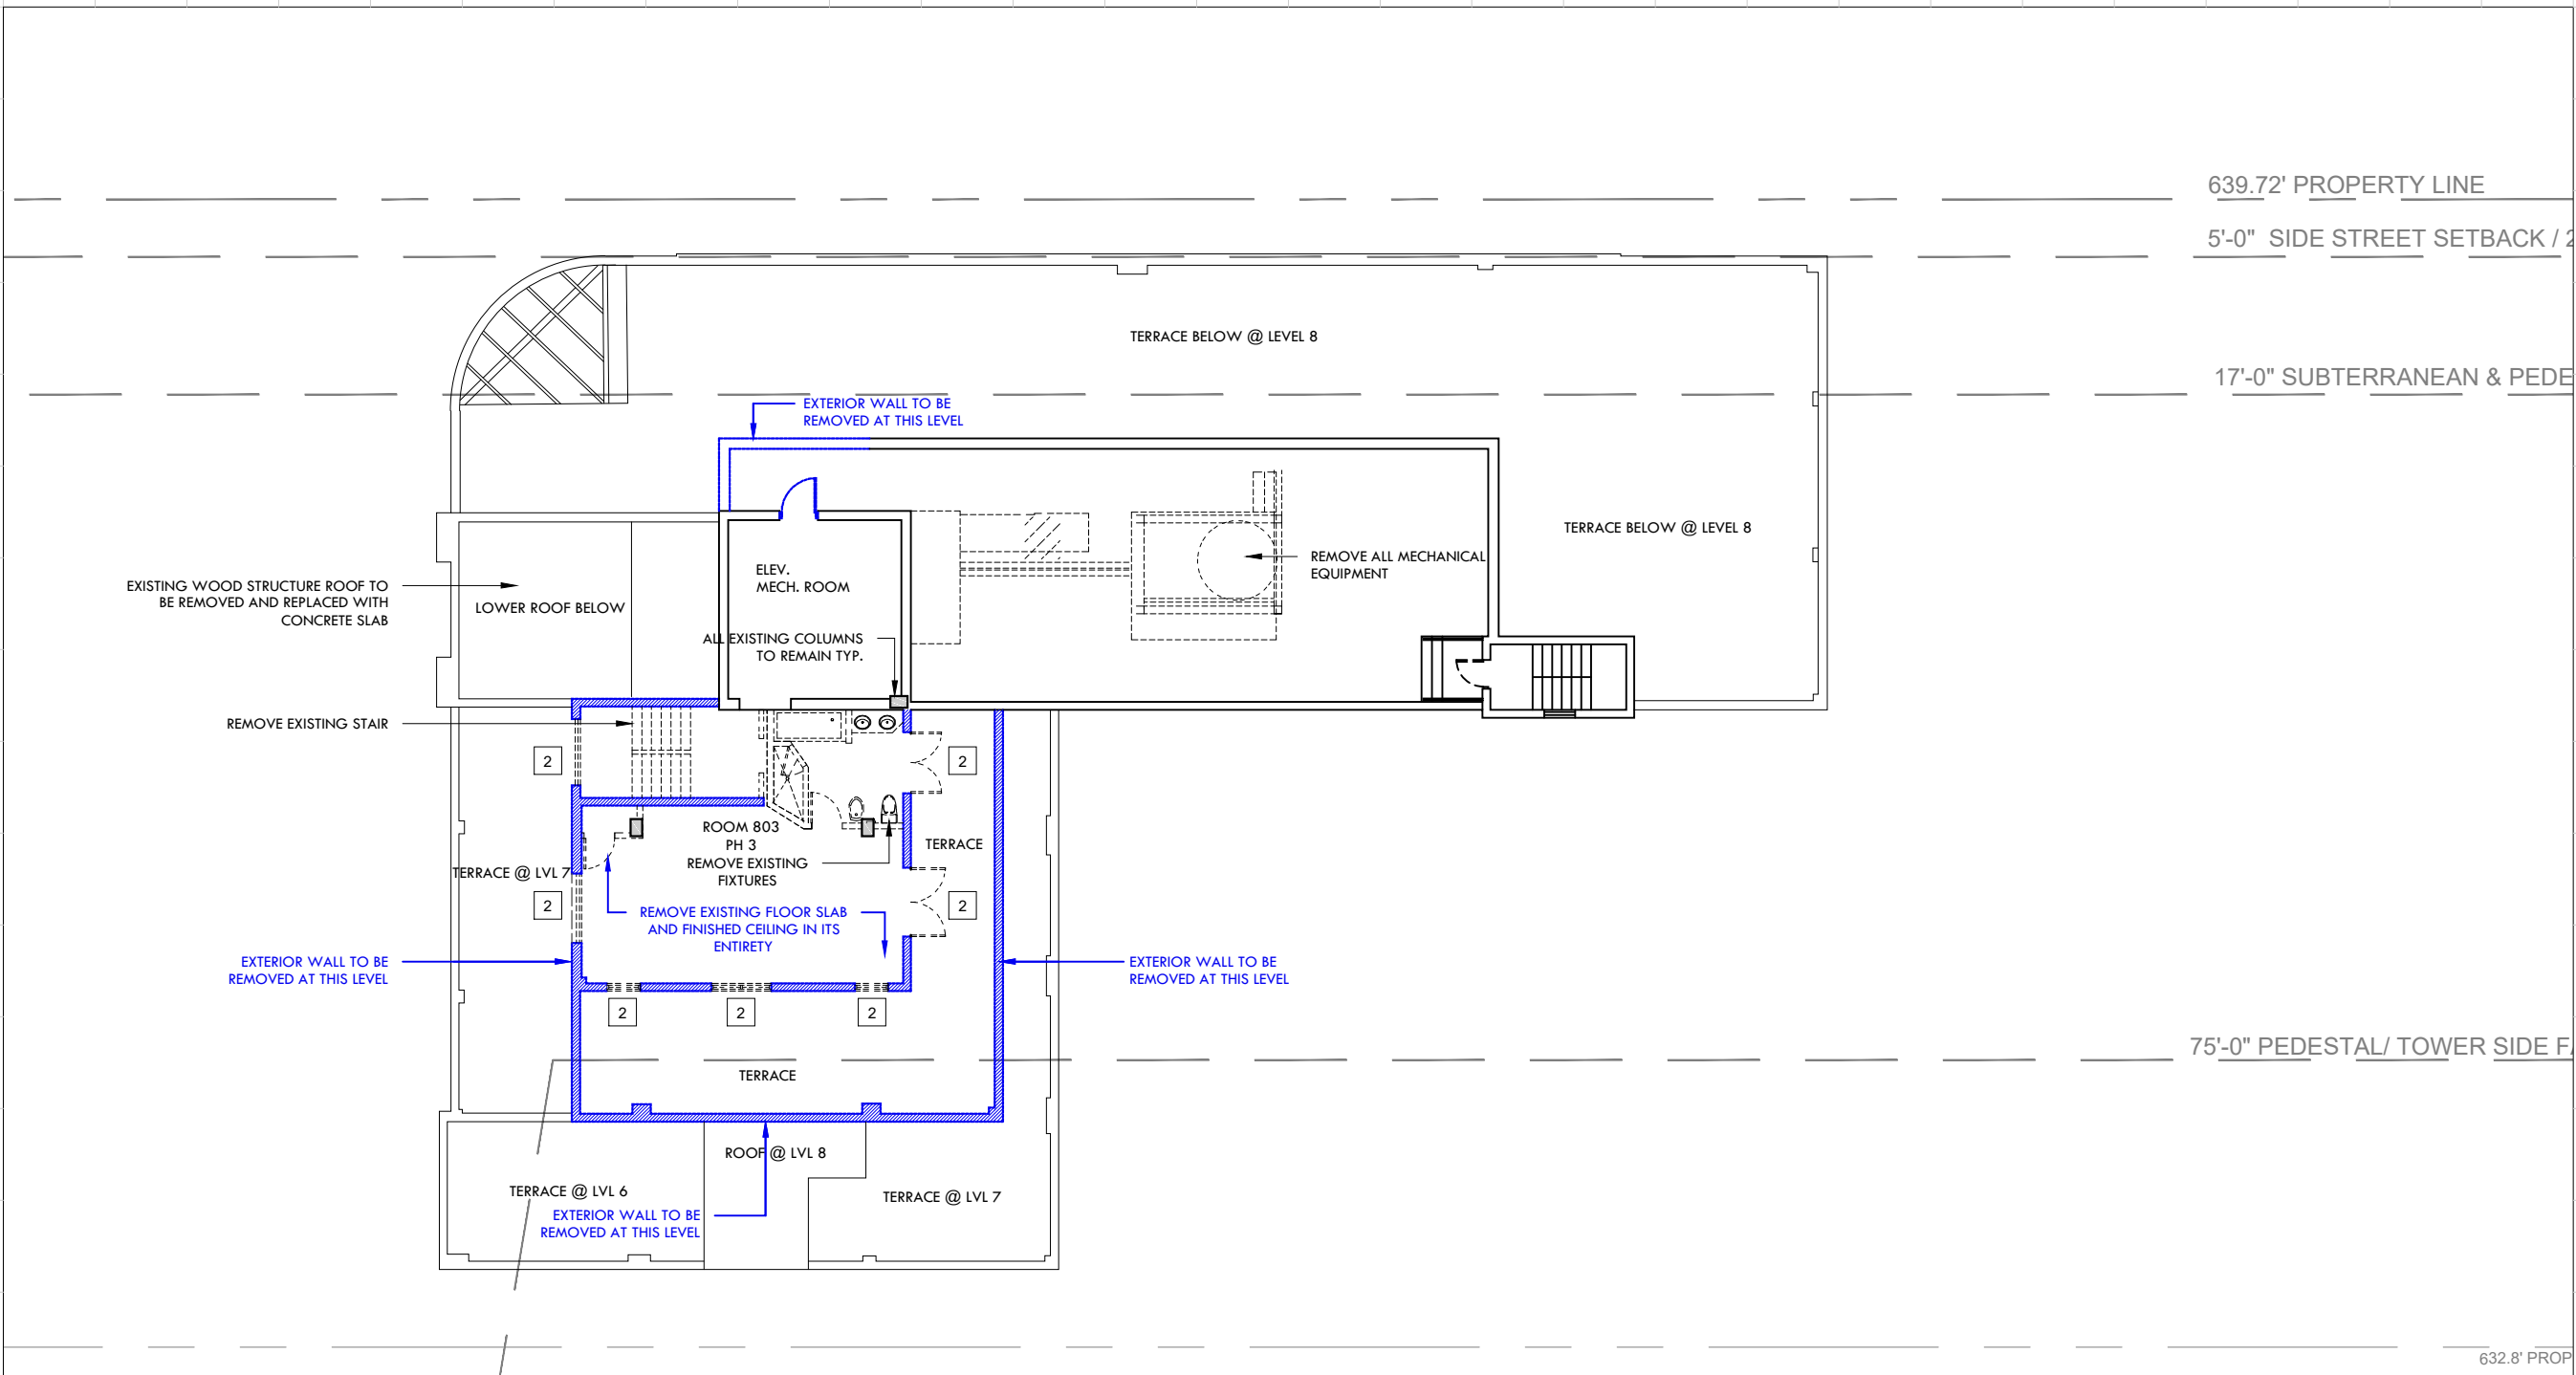 639.72' PROPERTY LINE
5'-0" SIDE STREET SETBACK / 2
TERRACE BELOW @ LEVEL 8
17'-0" SUBTERRANEAN & PEDE
EXTERIOR WALL TO BE
REMOVED AT THIS LEVEL
TERRACE BELOW @ LEVEL 8
REMOVE ALL MECHANICAL
EQUIPMENT
ELEV.
MECH. ROOM
EXISTING WOOD STRUCTURE ROOF TO
BE REMOVED AND REPLACED WITH
CONCRETE SLAB
LOWER ROOF BELOW
ALL EXISTING COLUMNS
TO REMAIN TYP.
REMOVE EXISTING STAIR
2
2
ROOM 803
PH 3
REMOVE EXISTING
FIXTURES
TERRACE
TERRACE @ LVL 7
2
2
REMOVE EXISTING FLOOR SLAB
AND FINISHED CEILING IN ITS
ENTIRETY
EXTERIOR WALL TO BE
REMOVED AT THIS LEVEL
EXTERIOR WALL TO BE
REMOVED AT THIS LEVEL
2
2
2
75'-0" PEDESTAL/ TOWER SIDE FA
TERRACE
ROOF @ LVL 8
TERRACE @ LVL 6
TERRACE @ LVL 7
EXTERIOR WALL TO BE
REMOVED AT THIS LEVEL
632.8' PROP